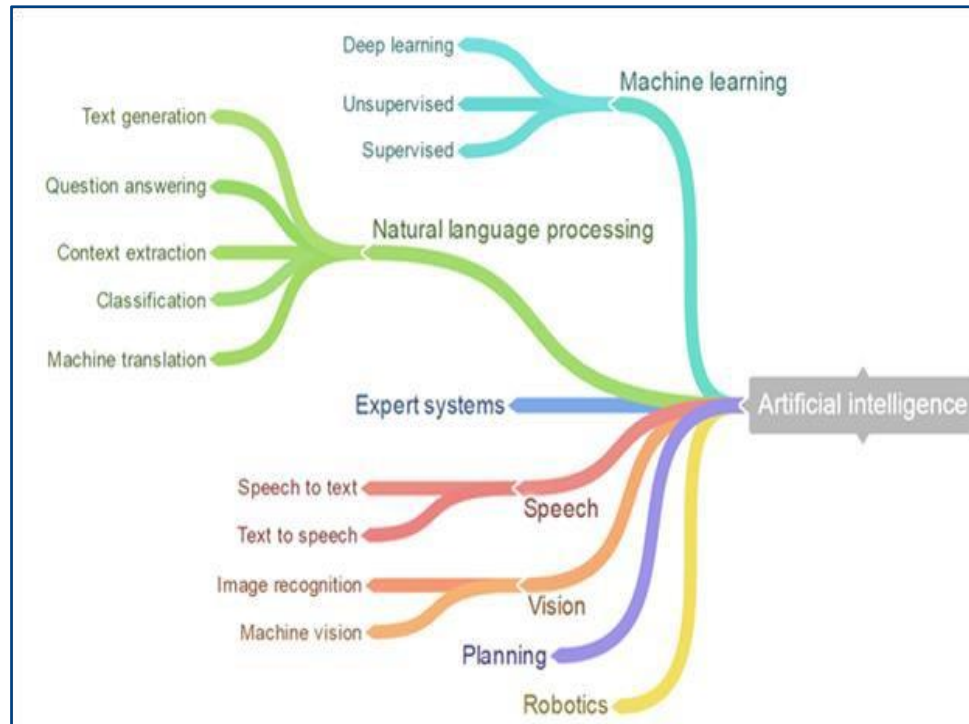 Deep learning
Machine learning
Unsupervised
Supervised
Text generation
Question answering
Natural language processing
Context extraction
Classification
Machine translation
Expert systems
Artificial intelligence
Speech to text
Speech
Text to speech
Image recognition
Vision
Machine vision
Planning
Robotics